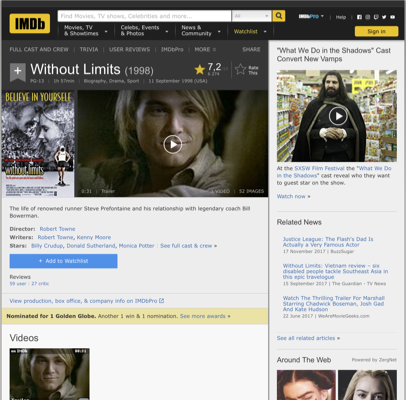 IMDb
Find Movies, TV shows, Celebrities and more...
All
IMDbPro
Help
Movies, TV & Showtimes
Celebs, Events & Photos
News & Community
Watchlist
Sign in
FULL CAST AND CREW | TRIVIA | USER REVIEWS | IMDbPro | MORE
SHARE
Without Limits (1998)
PG-13 | 1h 57min | Biography, Drama, Sport | 11 September 1998 (USA)
7,2
Rate This
BELIEVE IN YOURSELF
without limits
Trailer
VIDEO | 52 IMAGES
The life of renowned runner Steve Prefontaine and his relationship with legendary coach Bill
Bowerman.
Director: Robert Towne
Writers: Robert Towne, Kenny Moore
Stars: Billy Crudup, Donald Sutherland, Monica Potter | See full cast & crew »
+ Add to Watchlist
Reviews
59 user | 27 critic
View production, box office, & company info on IMDbPro
Nominated for 1 Golden Globe. Another 1 win & 1 nomination. See more awards »
Videos
"What We Do in the Shadows" Cast
Convert New Vamps
At the SXSW Film Festival the "What We
Do in the Shadows" cast reveal who they
want to guest star on the show.
Watch now »
Related News
Justice League: The Flash's Dad Is
Actually a Very Famous Actor
17 November 2017 | BuzzSugar
Without Limits: Vietnam review – six
disabled people tackle Southeast Asia in
this epic travelogue
15 September 2017 | The Guardian - TV News
Watch The Thrilling Trailer For Marshall
Starring Chadwick Boseman, Josh Gad
And Kate Hudson
22 June 2017 | WeAreMovieGeeks.com
See all related articles »
Around The Web
Powered by ZergNet